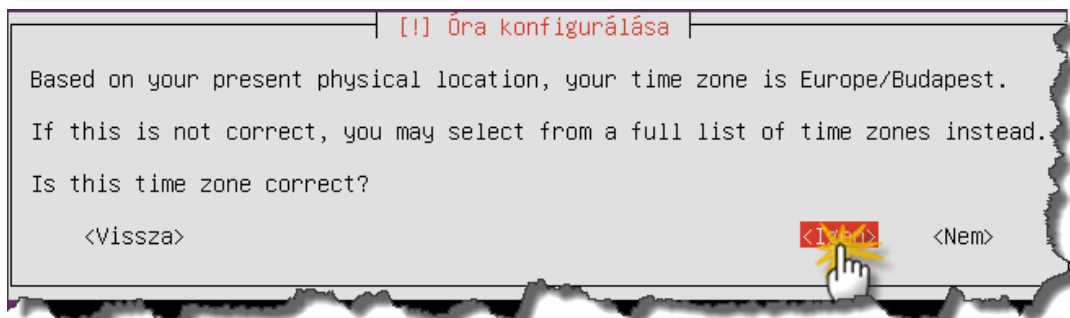 [!] Óra konfigurálása
Based on your present physical location, your time zone is Europe/Budapest.
If this is not correct, you may select from a full list of time zones instead.
Is this time zone correct?
<Vissza> <Igen> <Nem>